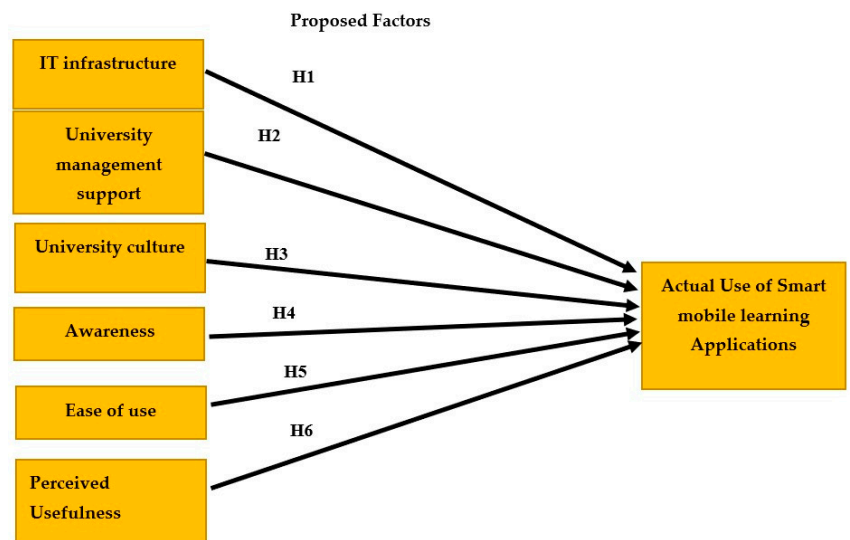 Proposed Factors
IT infrastructure
H1
University
management
support
H2
University culture
H3
Awareness
H4
Ease of use
H5
Perceived
Usefulness
H6
Actual Use of Smart
mobile learning
Applications